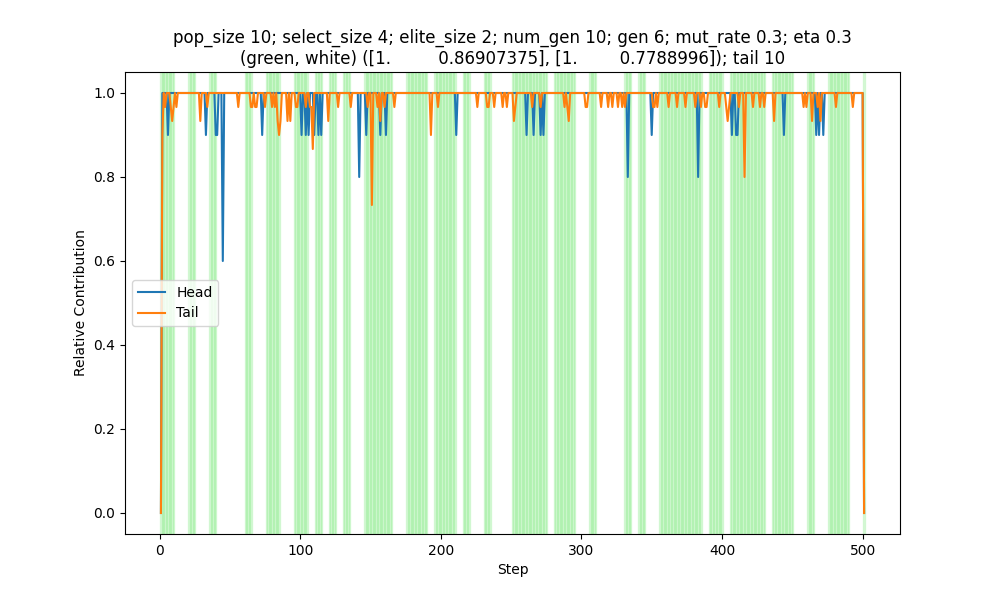 pop_size 10; select_size 4; elite_size 2; num_gen 10; gen 6; mut_rate 0.3; eta 0.3
(green, white) ([1.         0.86907375], [1.        0.7788996]); tail 10
1.0
0.8
0.6
0.4
0.2
0.0
Relative Contribution
Head
Tail
0 100 200 300 400 500
Step